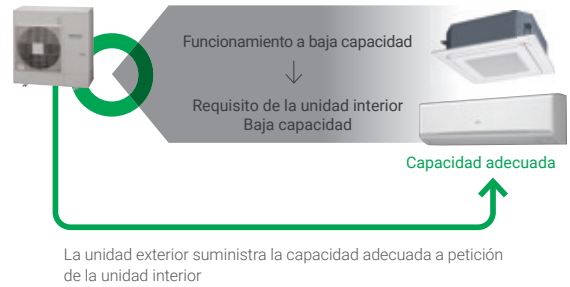 Funcionamiento a baja capacidad
Requisito de la unidad interior
Baja capacidad
Capacidad adecuada
La unidad exterior suministra la capacidad adecuada a petición
de la unidad interior